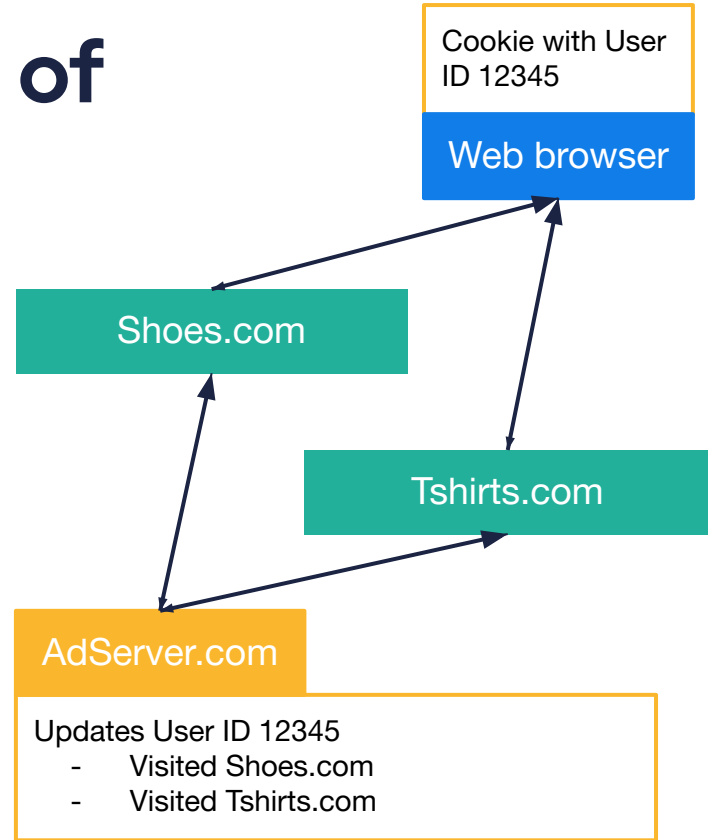 of
Cookie with User
ID 12345
Web browser
Shoes.com
Tshirts.com
AdServer.com
Updates User ID 12345
- Visited Shoes.com
- Visited Tshirts.com